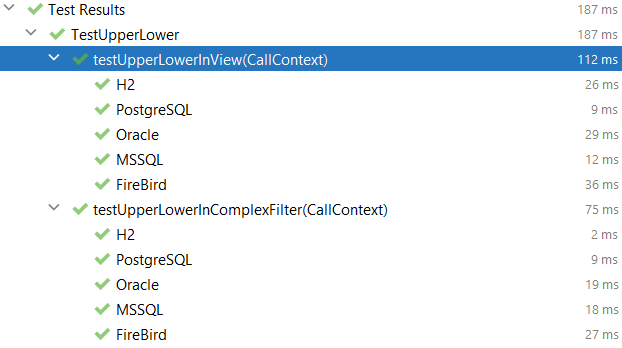 Test Results 187 ms
TestUpperLower 187 ms
testUpperLowerInView(CallContext) 112 ms
H2 26 ms
PostgreSQL 9 ms
Oracle 29 ms
MSSQL 12 ms
FireBird 36 ms
testUpperLowerInComplexFilter(CallContext) 75 ms
H2 2 ms
PostgreSQL 9 ms
Oracle 19 ms
MSSQL 18 ms
FireBird 27 ms